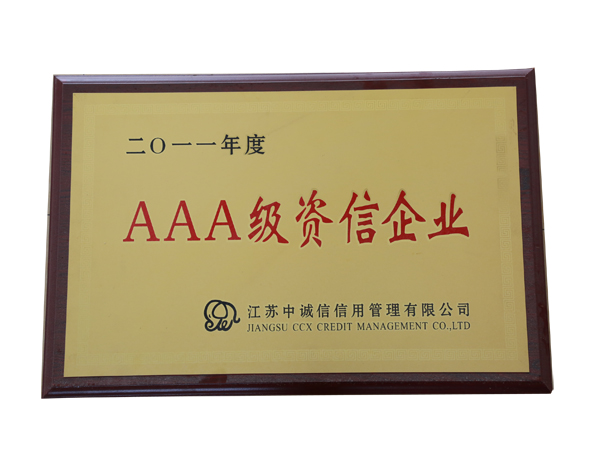 二〇一一年度
AAA级资信企业
江苏中诚信信用管理有限公司
JIANGSU CCX CREDIT MANAGEMENT CO.,LTD